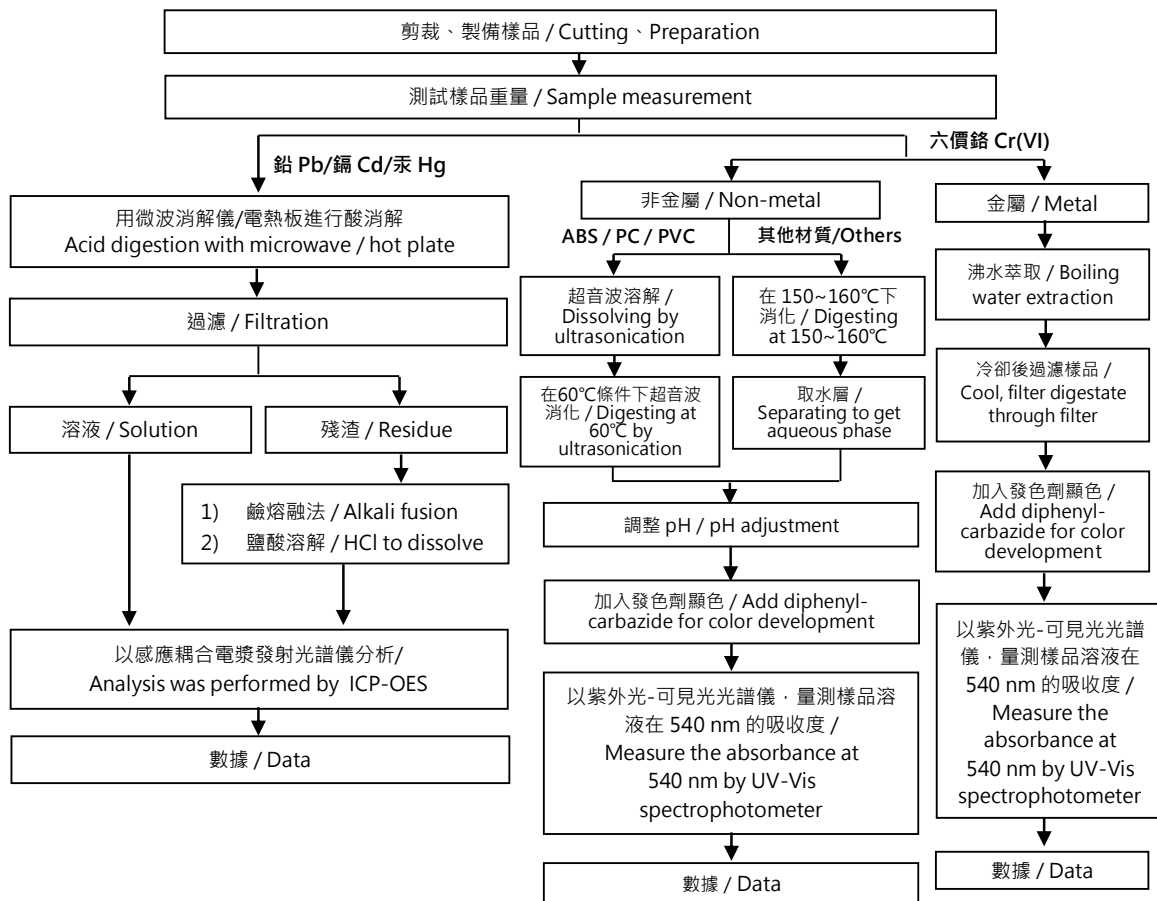 剪裁、製備樣品 / Cutting、Preparation
測試樣品重量 / Sample measurement
鉛 Pb/鎘 Cd/汞 Hg
用微波消解儀/電熱板進行酸消解
Acid digestion with microwave / hot plate
過濾 / Filtration
溶液 / Solution
殘渣 / Residue
1) 鹼熔融法 / Alkali fusion
2) 鹽酸溶解 / HCl to dissolve
以感應耦合電漿發射光譜儀分析/
Analysis was performed by ICP-OES
數據 / Data
六價鉻 Cr(VI)
非金屬 / Non-metal
ABS / PC / PVC
超音波溶解 /
Dissolving by
ultrasonication
在60℃條件下超音波
消化 / Digesting at
60℃ by
ultrasonication
其他材質/Others
在 150~160℃下
消化 / Digesting
at 150~160℃
取水層 /
Separating to get
aqueous phase
調整 pH / pH adjustment
加入發色劑顯色 / Add diphenyl-
carbazide for color development
以紫外光-可見光光譜儀，量測樣品溶
液在 540 nm 的吸收度 /
Measure the absorbance at
540 nm by UV-Vis
spectrophotometer
數據 / Data
金屬 / Metal
沸水萃取 / Boiling
water extraction
冷卻後過濾樣品 /
Cool, filter digestate
through filter
加入發色劑顯色 /
Add diphenyl-
carbazide for color
development
以紫外光-可見光光譜
儀，量測樣品溶液在
540 nm 的吸收度 /
Measure the
absorbance at
540 nm by UV-Vis
spectrophotometer
數據 / Data